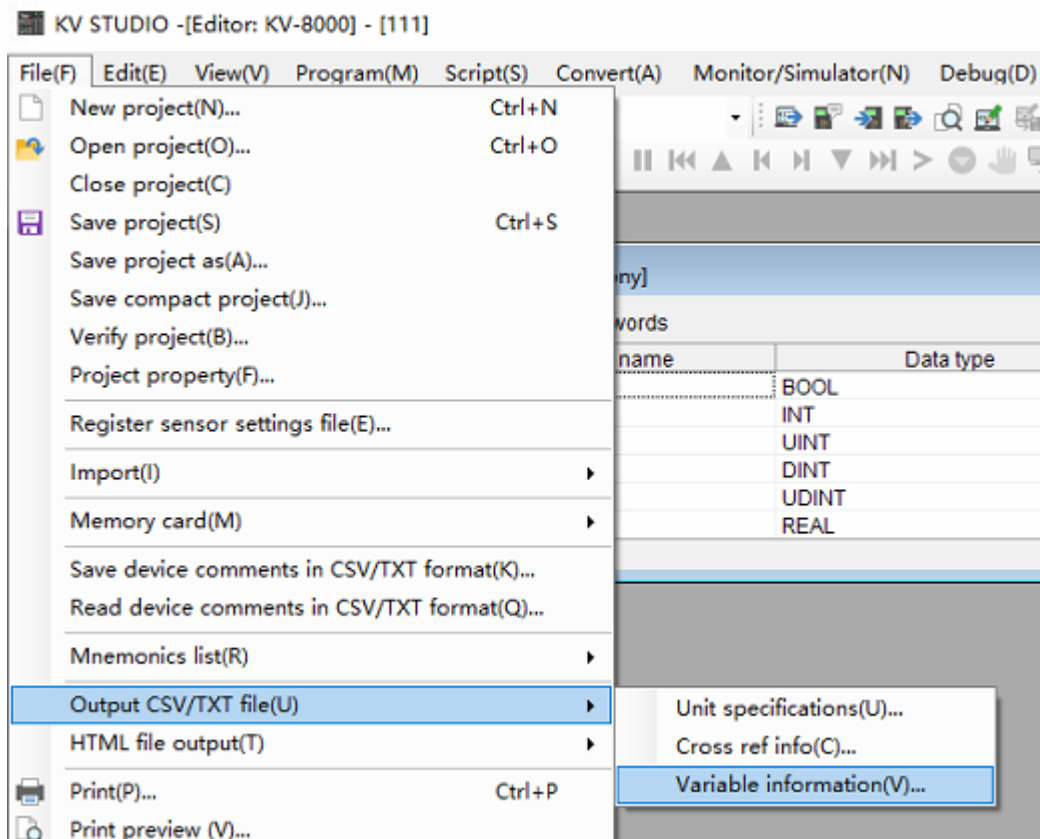 KV STUDIO -[Editor: KV-8000] - [111]
File(F) Edit(E) View(V) Program(M) Script(S) Convert(A) Monitor/Simulator(N) Debug(D)
New project(N)... Ctrl+N
Open project(O)... Ctrl+O
Close project(C)
Save project(S) Ctrl+S
Save project as(A)...
Save compact project(J)...
Verify project(B)...
Project property(F)...
Register sensor settings file(E)...
Import(I)
Memory card(M)
Save device comments in CSV/TXT format(K)...
Read device comments in CSV/TXT format(Q)...
Mnemonics list(R)
Output CSV/TXT file(U)
HTML file output(T)
Print(P)... Ctrl+P
Print preview (V)...
name Data type
BOOL
INT
UINT
DINT
UDINT
REAL
Unit specifications(U)...
Cross ref info(C)...
Variable information(V)...